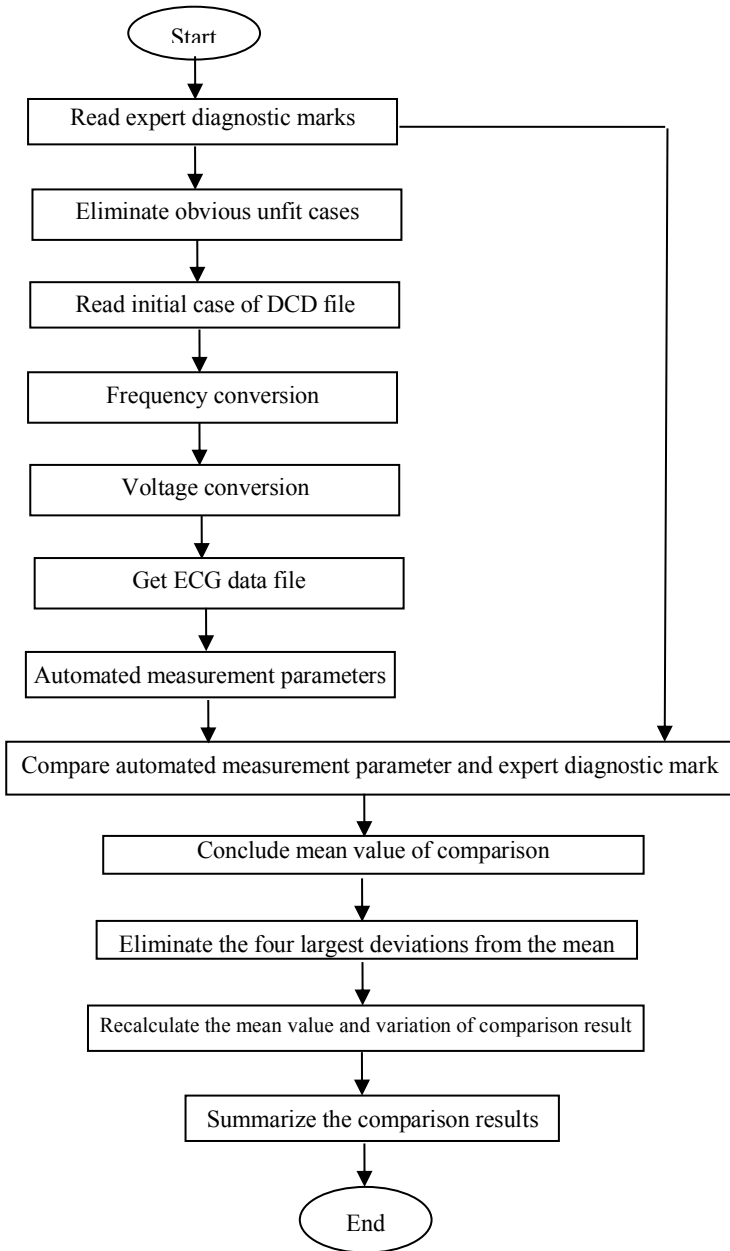 Start
Read expert diagnostic marks
Eliminate obvious unfit cases
Read initial case of DCD file
Frequency conversion
Voltage conversion
Get ECG data file
Automated measurement parameters
Compare automated measurement parameter and expert diagnostic mark
Conclude mean value of comparison
Eliminate the four largest deviations from the mean
Recalculate the mean value and variation of comparison result
Summarize the comparison results
End